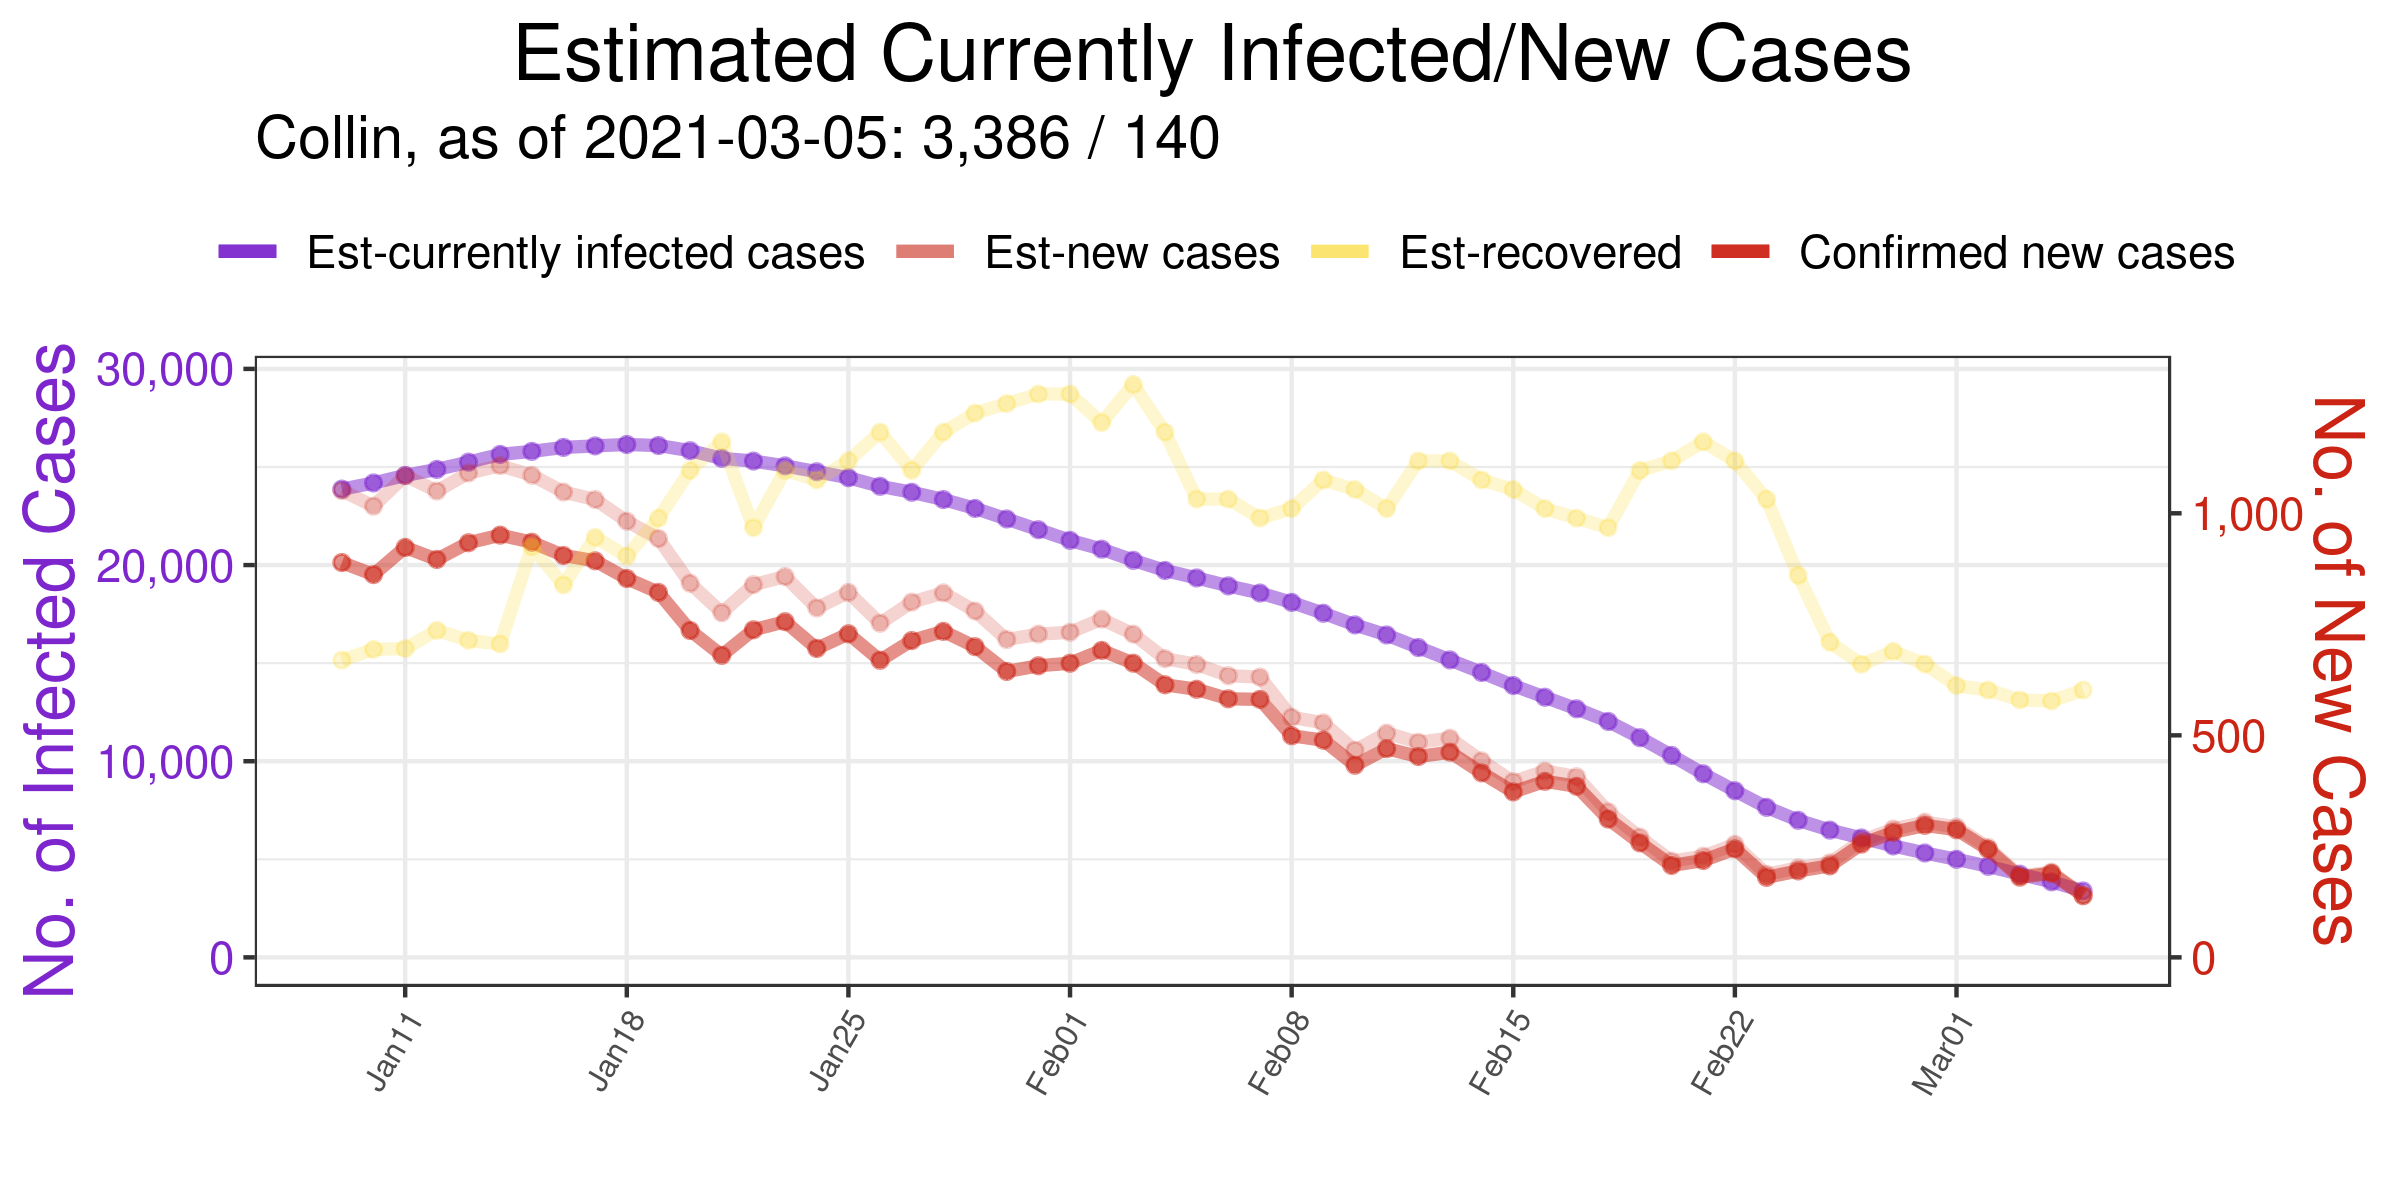 Estimated Currently Infected/New Cases
Collin, as of 2021-03-05: 3,386 / 140
Est-currently infected cases Est-new cases Est-recovered Confirmed new cases
No. of Infected Cases
30,000
20,000
10,000
0
No. of New Cases
1,000
500
0
Jan11 Jan18 Jan25 Feb01 Feb08 Feb15 Feb22 Mar01